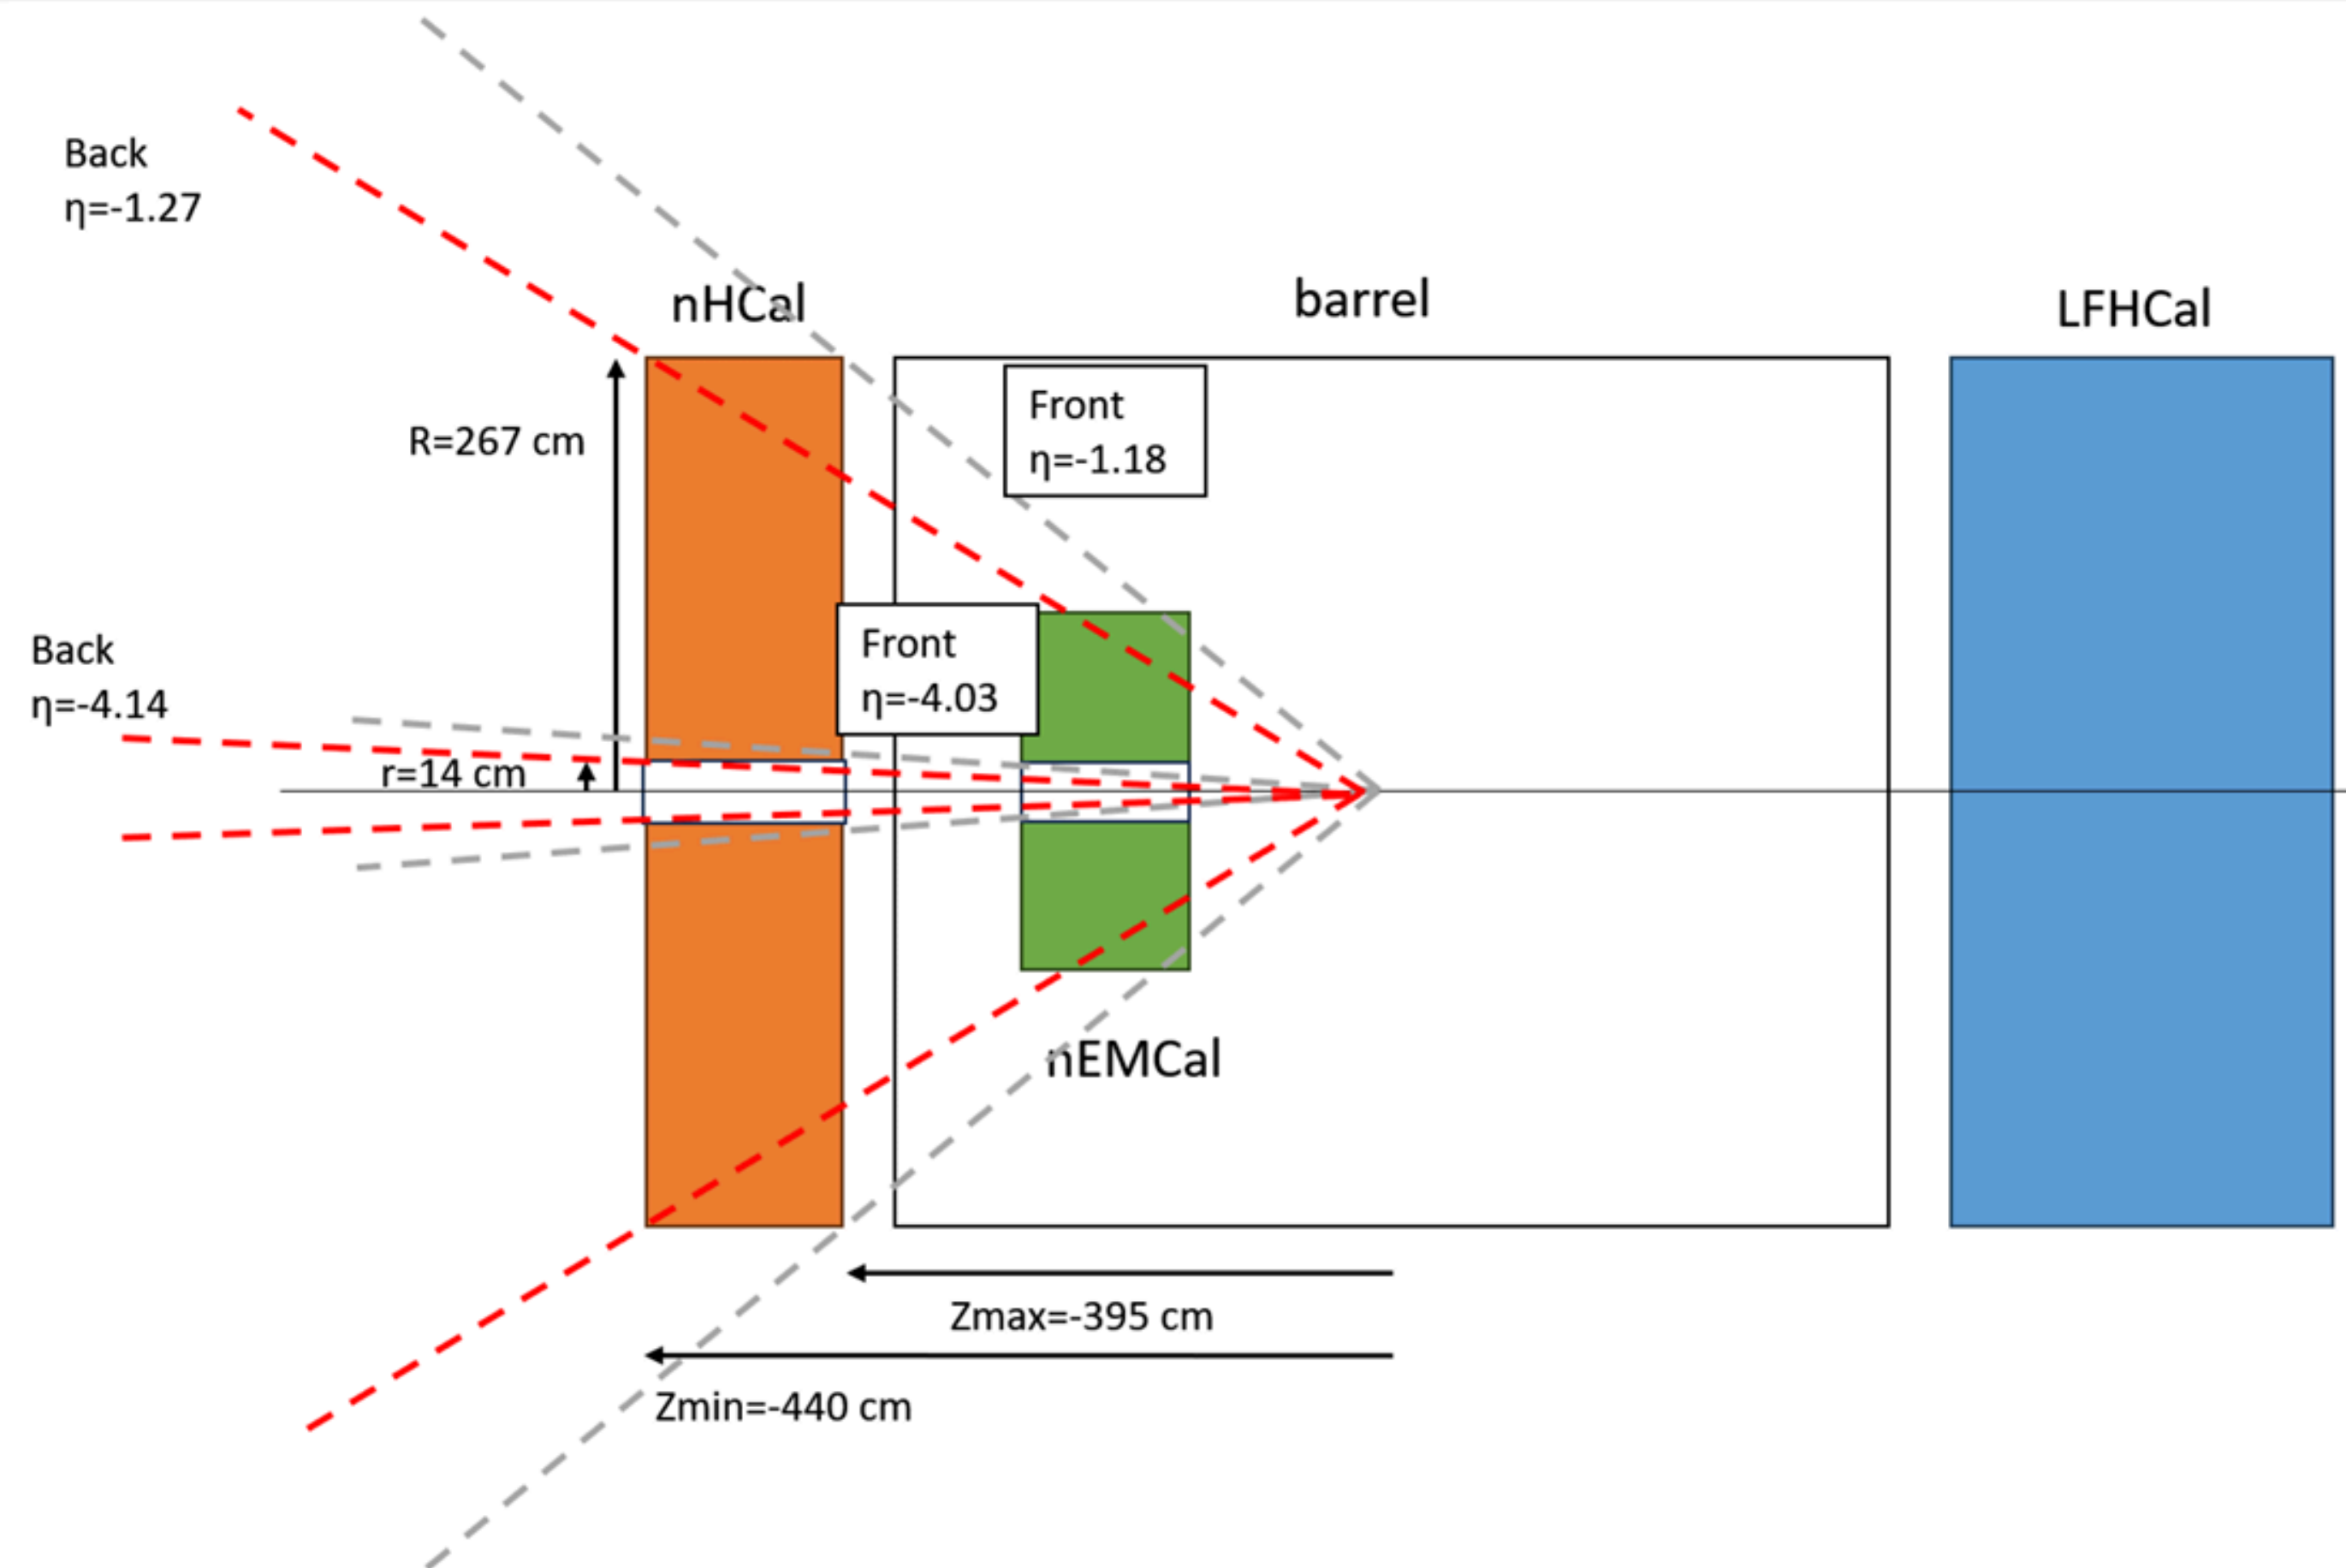 Back
η=-1.27
nHCal
barrel
LFHCal
Front
η=-1.18
R=267 cm
Front
η=-4.03
Back
η=-4.14
r=14 cm
nEMCal
Zmax=-395 cm
Zmin=-440 cm